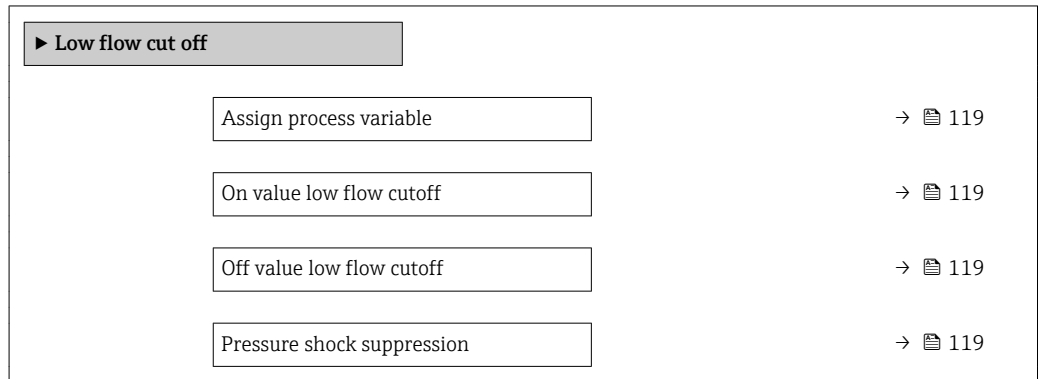 ► Low flow cut off
Assign process variable → 🗎 119
On value low flow cutoff → 🗎 119
Off value low flow cutoff → 🗎 119
Pressure shock suppression → 🗎 119